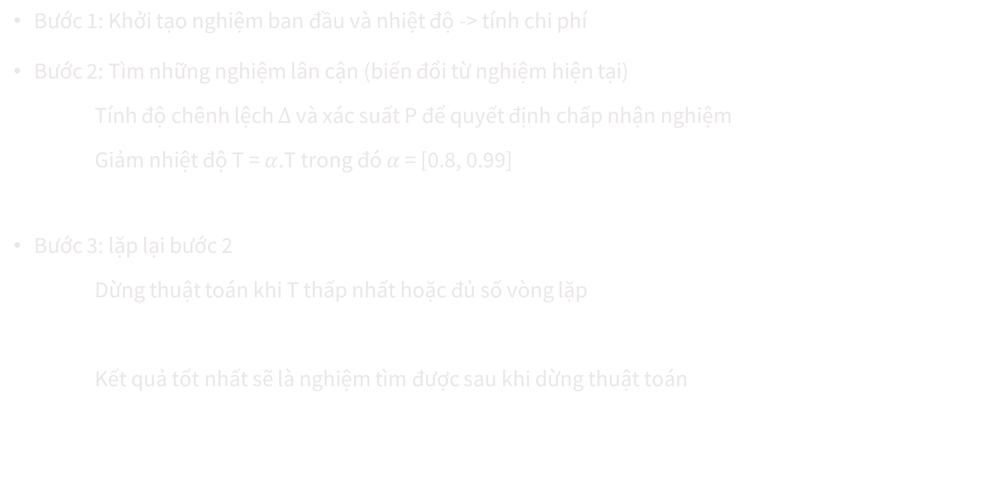 • Bước 1: Khởi tạo nghiệm ban đầu và nhiệt độ -> tính chi phí
• Bước 2: Tìm những nghiệm lân cận (biến đổi từ nghiệm hiện tại)
Tính độ chênh lệch Δ và xác suất P để quyết định chấp nhận nghiệm
Giảm nhiệt độ T = 𝛼.T trong đó 𝛼 = [0.8, 0.99]
• Bước 3: lặp lại bước 2
Dừng thuật toán khi T thấp nhất hoặc đủ số vòng lặp
Kết quả tốt nhất sẽ là nghiệm tìm được sau khi dừng thuật toán